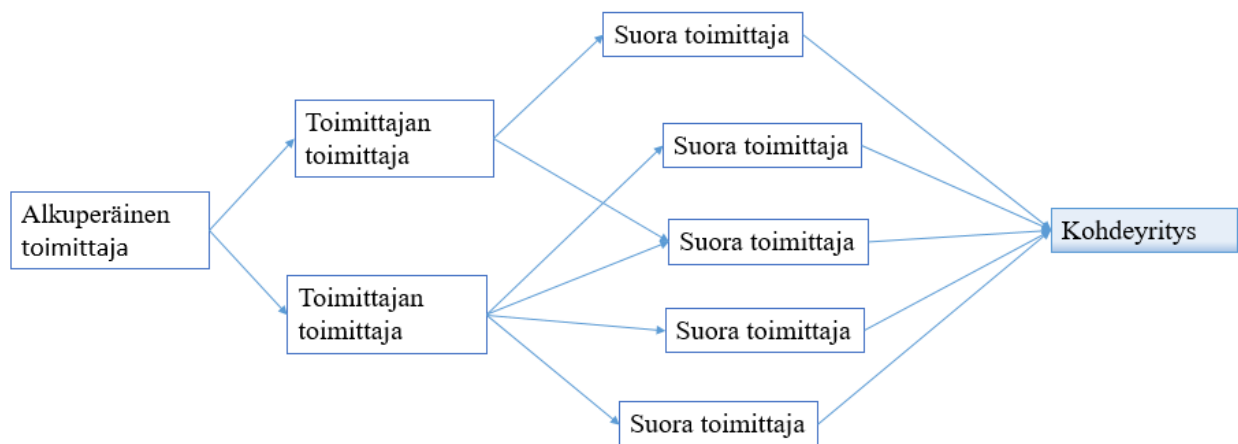 Suora toimittaja
Toimittajan
toimittaja
Suora toimittaja
Alkuperäinen
toimittaja
Suora toimittaja
Kohdeyritys
Toimittajan
toimittaja
Suora toimittaja
Suora toimittaja